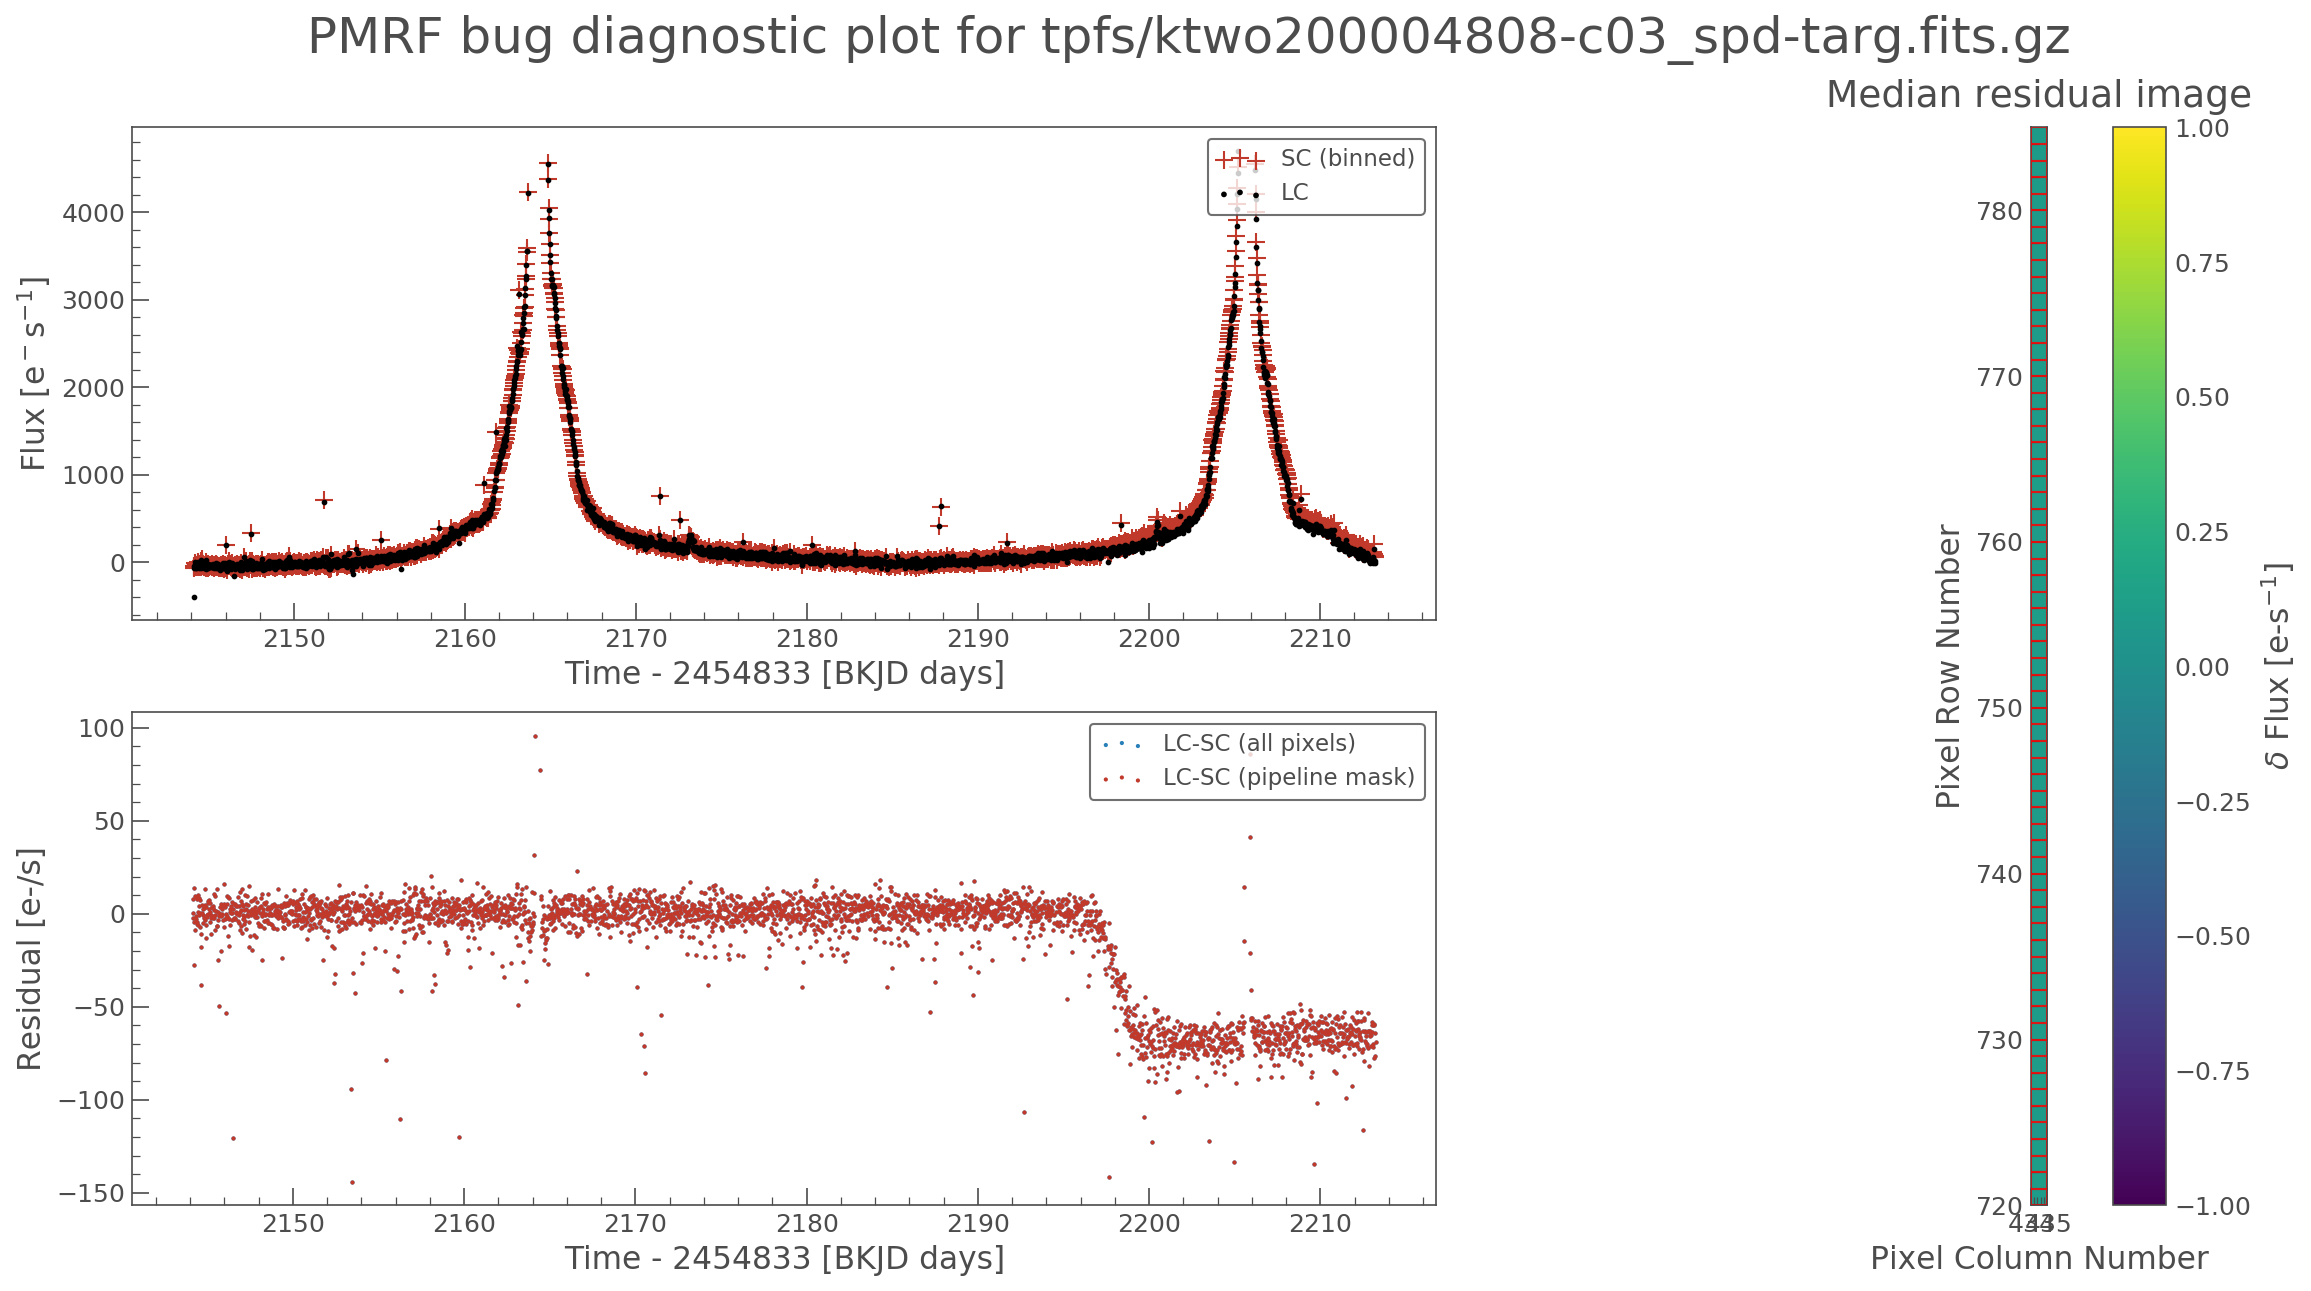 PMRF bug diagnostic plot for tpfs/ktwo200004808-c03_spd-targ.fits.gz
Flux [e⁻ s⁻¹]
4000
3000
2000
1000
0
SC (binned)
LC
2150 2160 2170 2180 2190 2200 2210
Time - 2454833 [BKJD days]
Residual [e-/s]
100
50
0
−50
−100
−150
LC-SC (all pixels)
LC-SC (pipeline mask)
2150 2160 2170 2180 2190 2200 2210
Time - 2454833 [BKJD days]
Median residual image
Pixel Row Number
780
770
760
750
740
730
720
Pixel Column Number
1.00
0.75
0.50
0.25
0.00
−0.25
−0.50
−0.75
−1.00
δ Flux [e-s⁻¹]